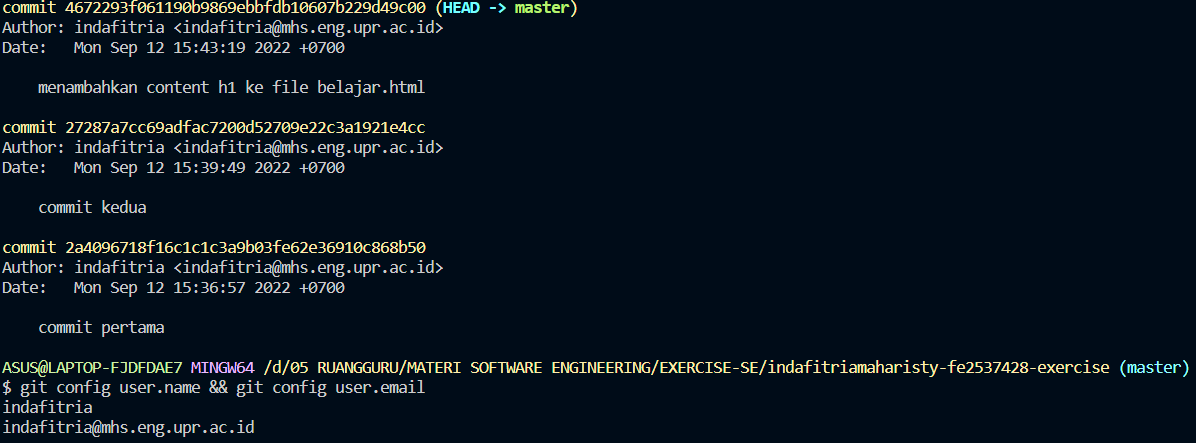 commit 4672293f061190b9869ebbfdb10607b229d49c00 (HEAD -> master)
Author: indafitria <indafitria@mhs.eng.upr.ac.id>
Date:   Mon Sep 12 15:43:19 2022 +0700
menambahkan content h1 ke file belajar.html
commit 27287a7cc69adfac7200d52709e22c3a1921e4cc
Author: indafitria <indafitria@mhs.eng.upr.ac.id>
Date:   Mon Sep 12 15:39:49 2022 +0700
commit kedua
commit 2a4096718f16c1c1c3a9b03fe62e36910c868b50
Author: indafitria <indafitria@mhs.eng.upr.ac.id>
Date:   Mon Sep 12 15:36:57 2022 +0700
commit pertama
ASUS@LAPTOP-FJDFDAE7 MINGW64 /d/05 RUANGGURU/MATERI SOFTWARE ENGINEERING/EXERCISE-SE/indafitriamaharisty-fe2537428-exercise (master)
$ git config user.name && git config user.email
indafitria
indafitria@mhs.eng.upr.ac.id